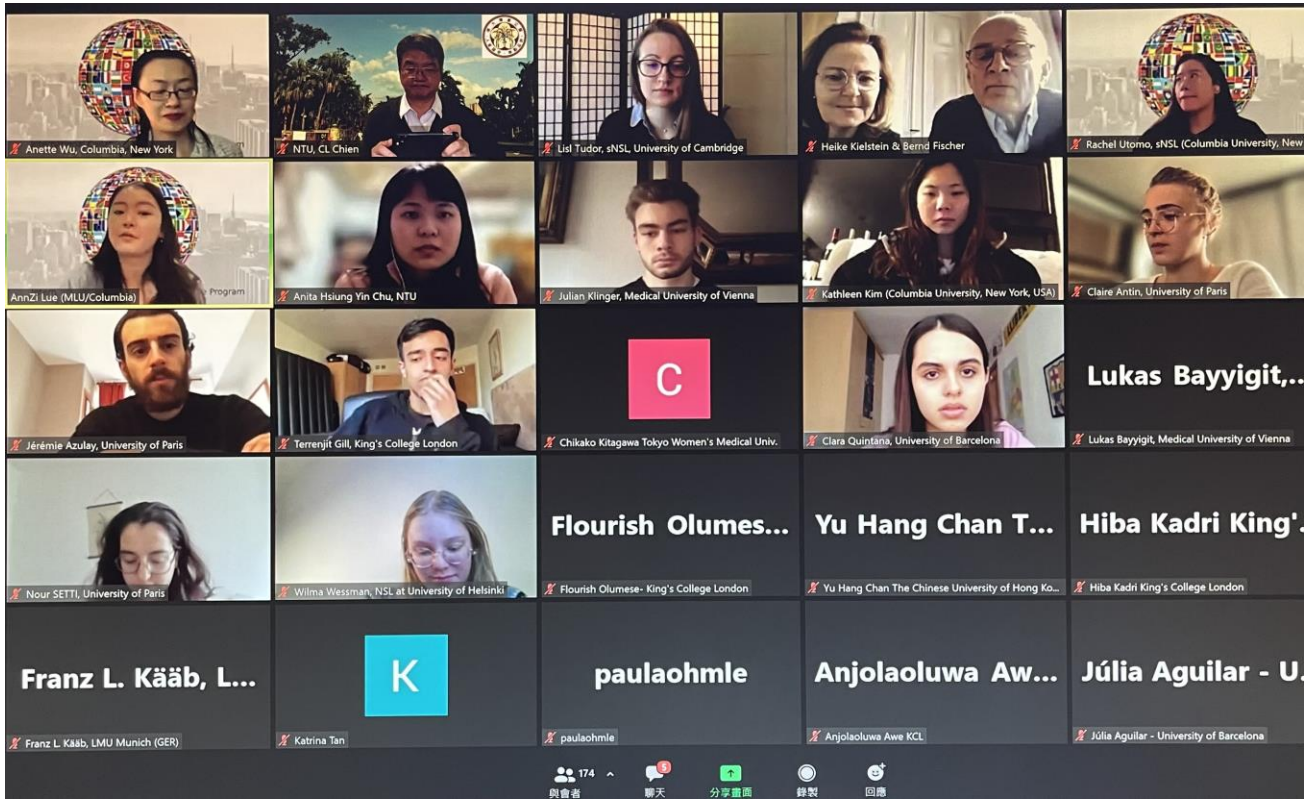 Anette Wu, Columbia, New York
NTU, CL Chien
Lisl Tudor, sNSL, University of Cambridge
Heike Kielstein & Bernd Fischer
Rachel Utomo, sNSL (Columbia University, New
AnnZi Lue (MLU/Columbia)
Program
Anita Hsiung Yin Chu, NTU
Julian Klinger, Medical University of Vienna
Kathleen Kim (Columbia University, New York, USA)
Claire Antin, University of Paris
Jérémie Azulay, University of Paris
Terrenjit Gill, King's College London
C
Chikako Kitagawa Tokyo Women's Medical Univ.
Clara Quintana, University of Barcelona
Lukas Bayyigit,..
Lukas Bayyigit, Medical University of Vienna
Nour SETTI, University of Paris
Wilma Wessman, NSL at University of Helsinki
Flourish Olumes...
Flourish Olumese- King's College London
Yu Hang Chan T...
Yu Hang Chan The Chinese University of Hong Ko...
Hiba Kadri King'.
Hiba Kadri King's College London
Franz L. Kääb, L...
Franz L. Kääb, LMU Munich (GER)
K
Katrina Tan
paulaohmle
paulaohmle
Anjolaoluwa Aw...
Anjolaoluwa Awe KCL
Júlia Aguilar - U.
Júlia Aguilar - University of Barcelona
174
5
與會者
聊天
分享畫面
錄製
回應